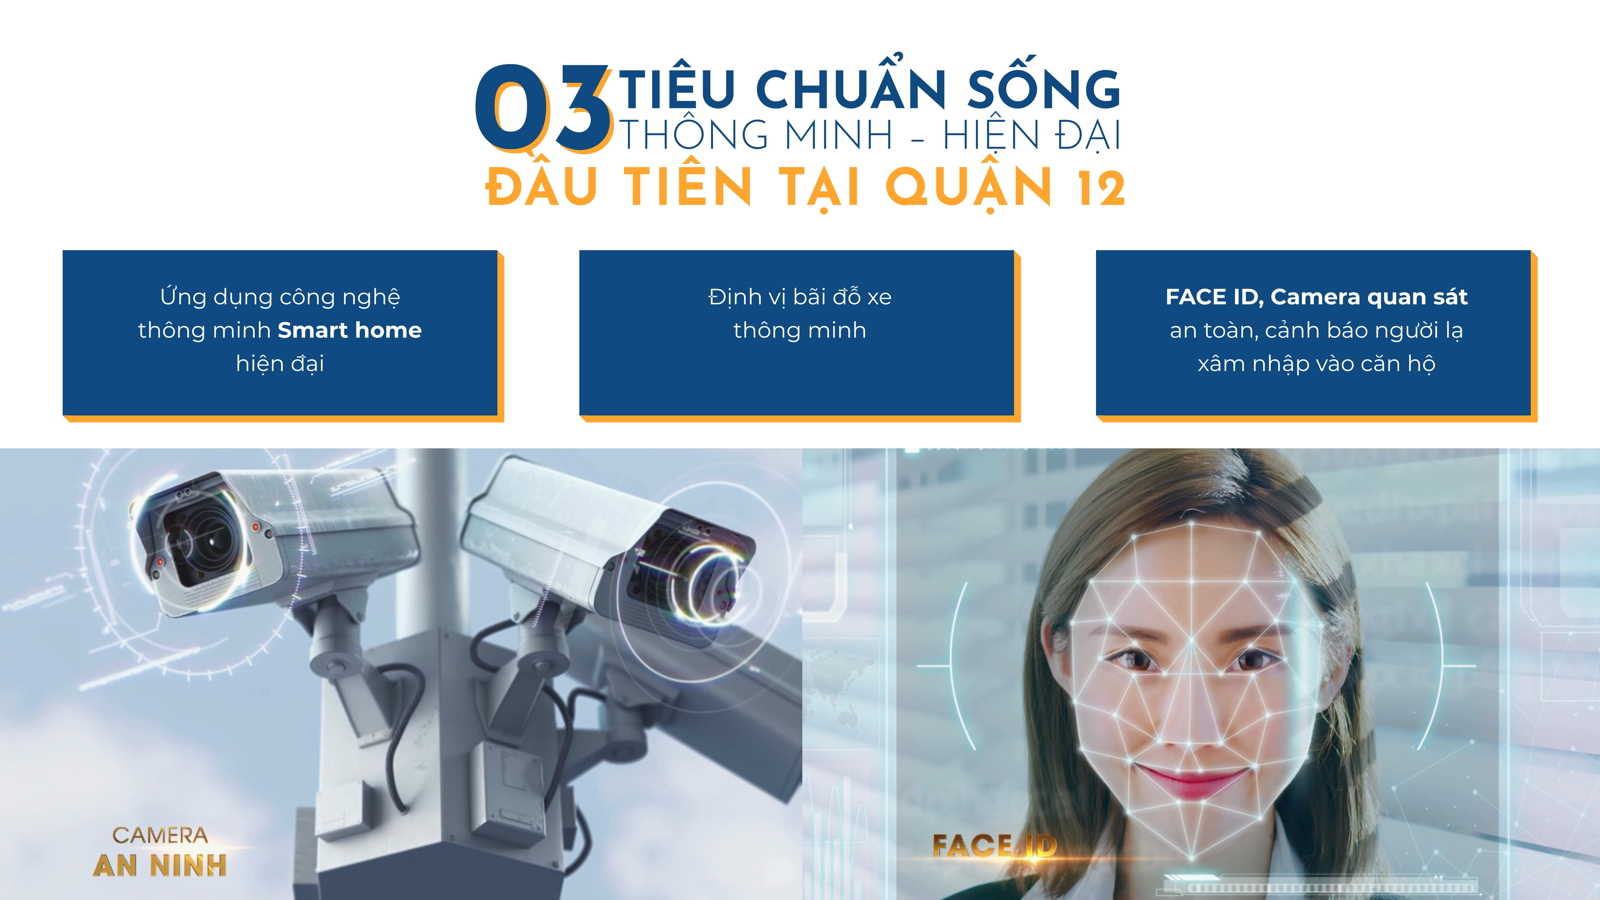 03 TIÊU CHUẨN SỐNG
THÔNG MINH – HIỆN ĐẠI
ĐẦU TIÊN TẠI QUẬN 12
Ứng dụng công nghệ
thông minh Smart home
hiện đại
Định vị bãi đỗ xe
thông minh
FACE ID, Camera quan sát
an toàn, cảnh báo người lạ
xâm nhập vào căn hộ
CAMERA
AN NINH
FACE ID